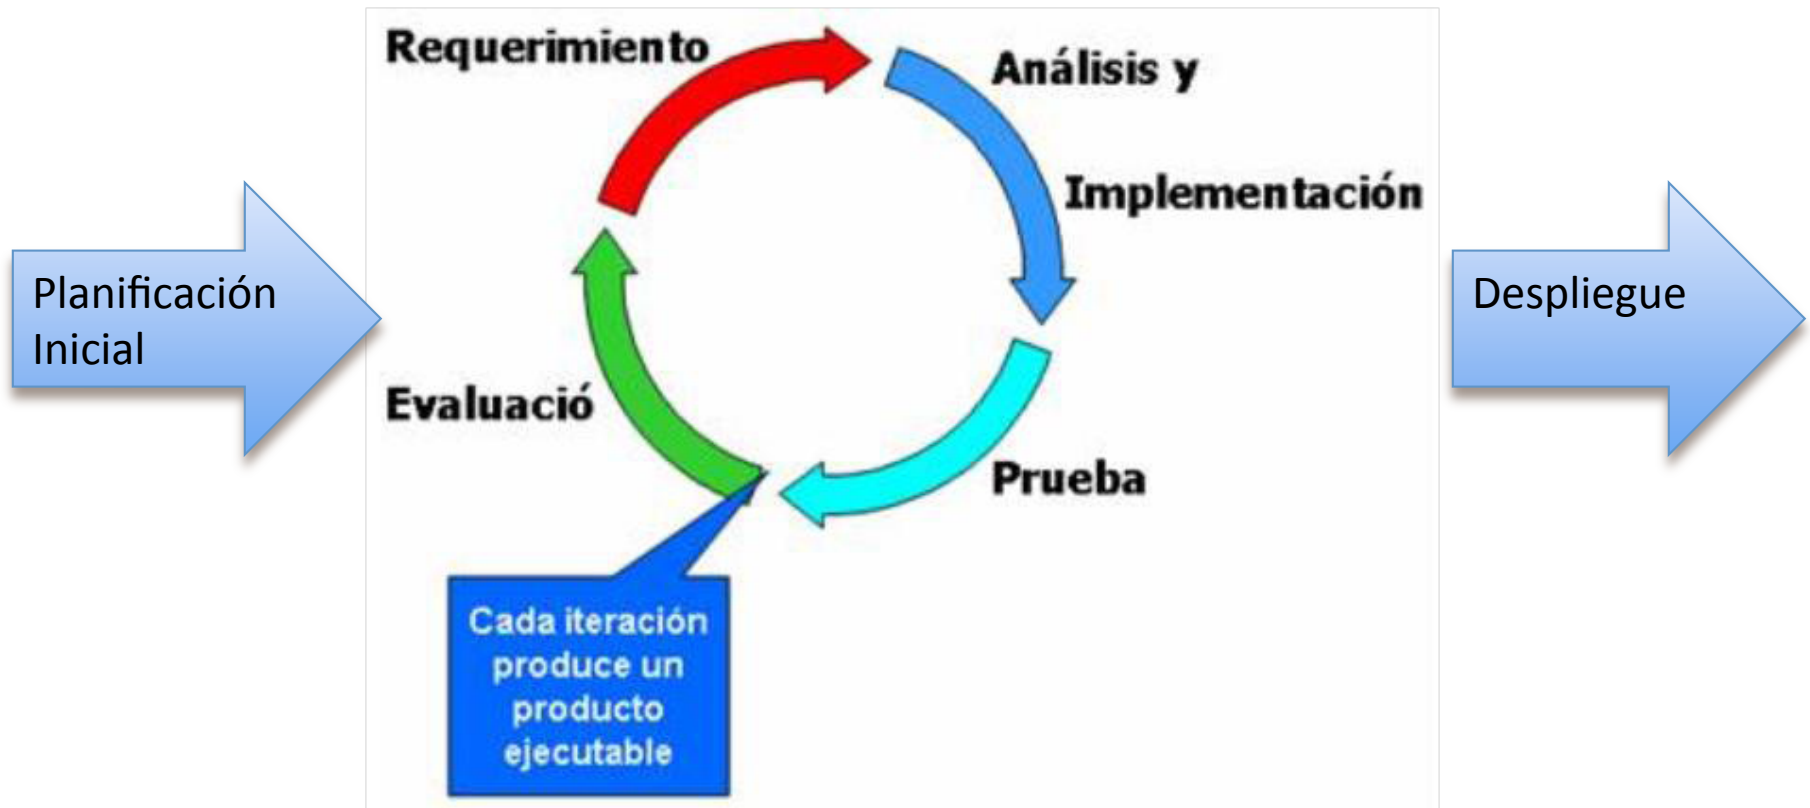 Planificación
Inicial
Requerimiento
Análisis y
Implementación
Prueba
Evaluació
Cada iteración
produce un
producto
ejecutable
Despliegue